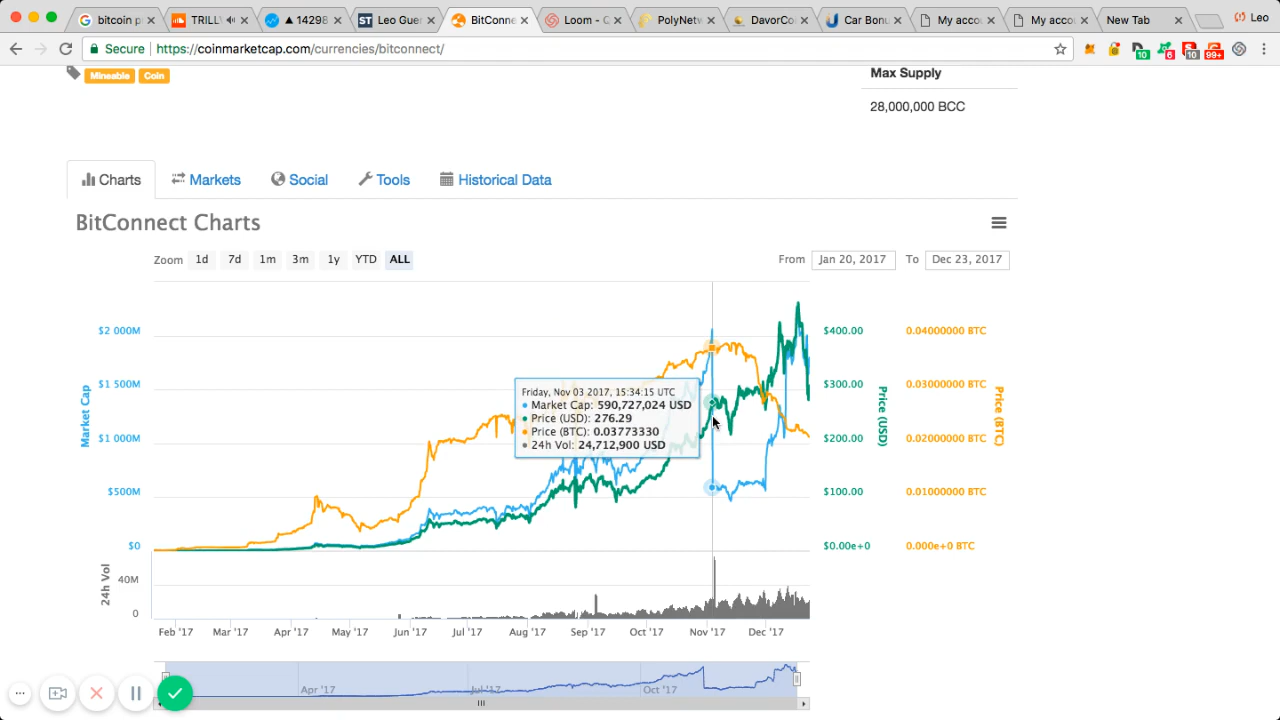 bitcoin p
TRILLV
▲ 14298
Leo Guer
BitConne
Loom - C
PolyNetw
DavorCo
Car Bonu
My acco
My accou
New Tab
Leo
Secure
https://coinmarketcap.com/currencies/bitconnect/
10
6
10
99+
Mineable
Coin
Max Supply
28,000,000 BCC
Charts
Markets
Social
Tools
Historical Data
BitConnect Charts
Zoom 1d 7d 1m 3m 1y YTD ALL
From Jan 20, 2017 To Dec 23, 2017
$2 000M
$400.00
0.04000000 BTC
$1 500M
$300.00
0.03000000 BTC
$1 000M
$200.00
0.02000000 BTC
$500M
$100.00
0.01000000 BTC
$0
$0.00e+0
0.000e+0 BTC
Market Cap
Price (USD)
Price (BTC)
Friday, Nov 03 2017, 15:34:15 UTC
Market Cap: 590,727,024 USD
Price (USD): 276.29
Price (BTC): 0.03773330
24h Vol: 24,712,900 USD
24h Vol
40M
0
Feb '17 Mar '17 Apr '17 May '17 Jun '17 Jul '17 Aug '17 Sep '17 Oct '17 Nov '17 Dec '17
Apr '17 Jul '17 Oct '17